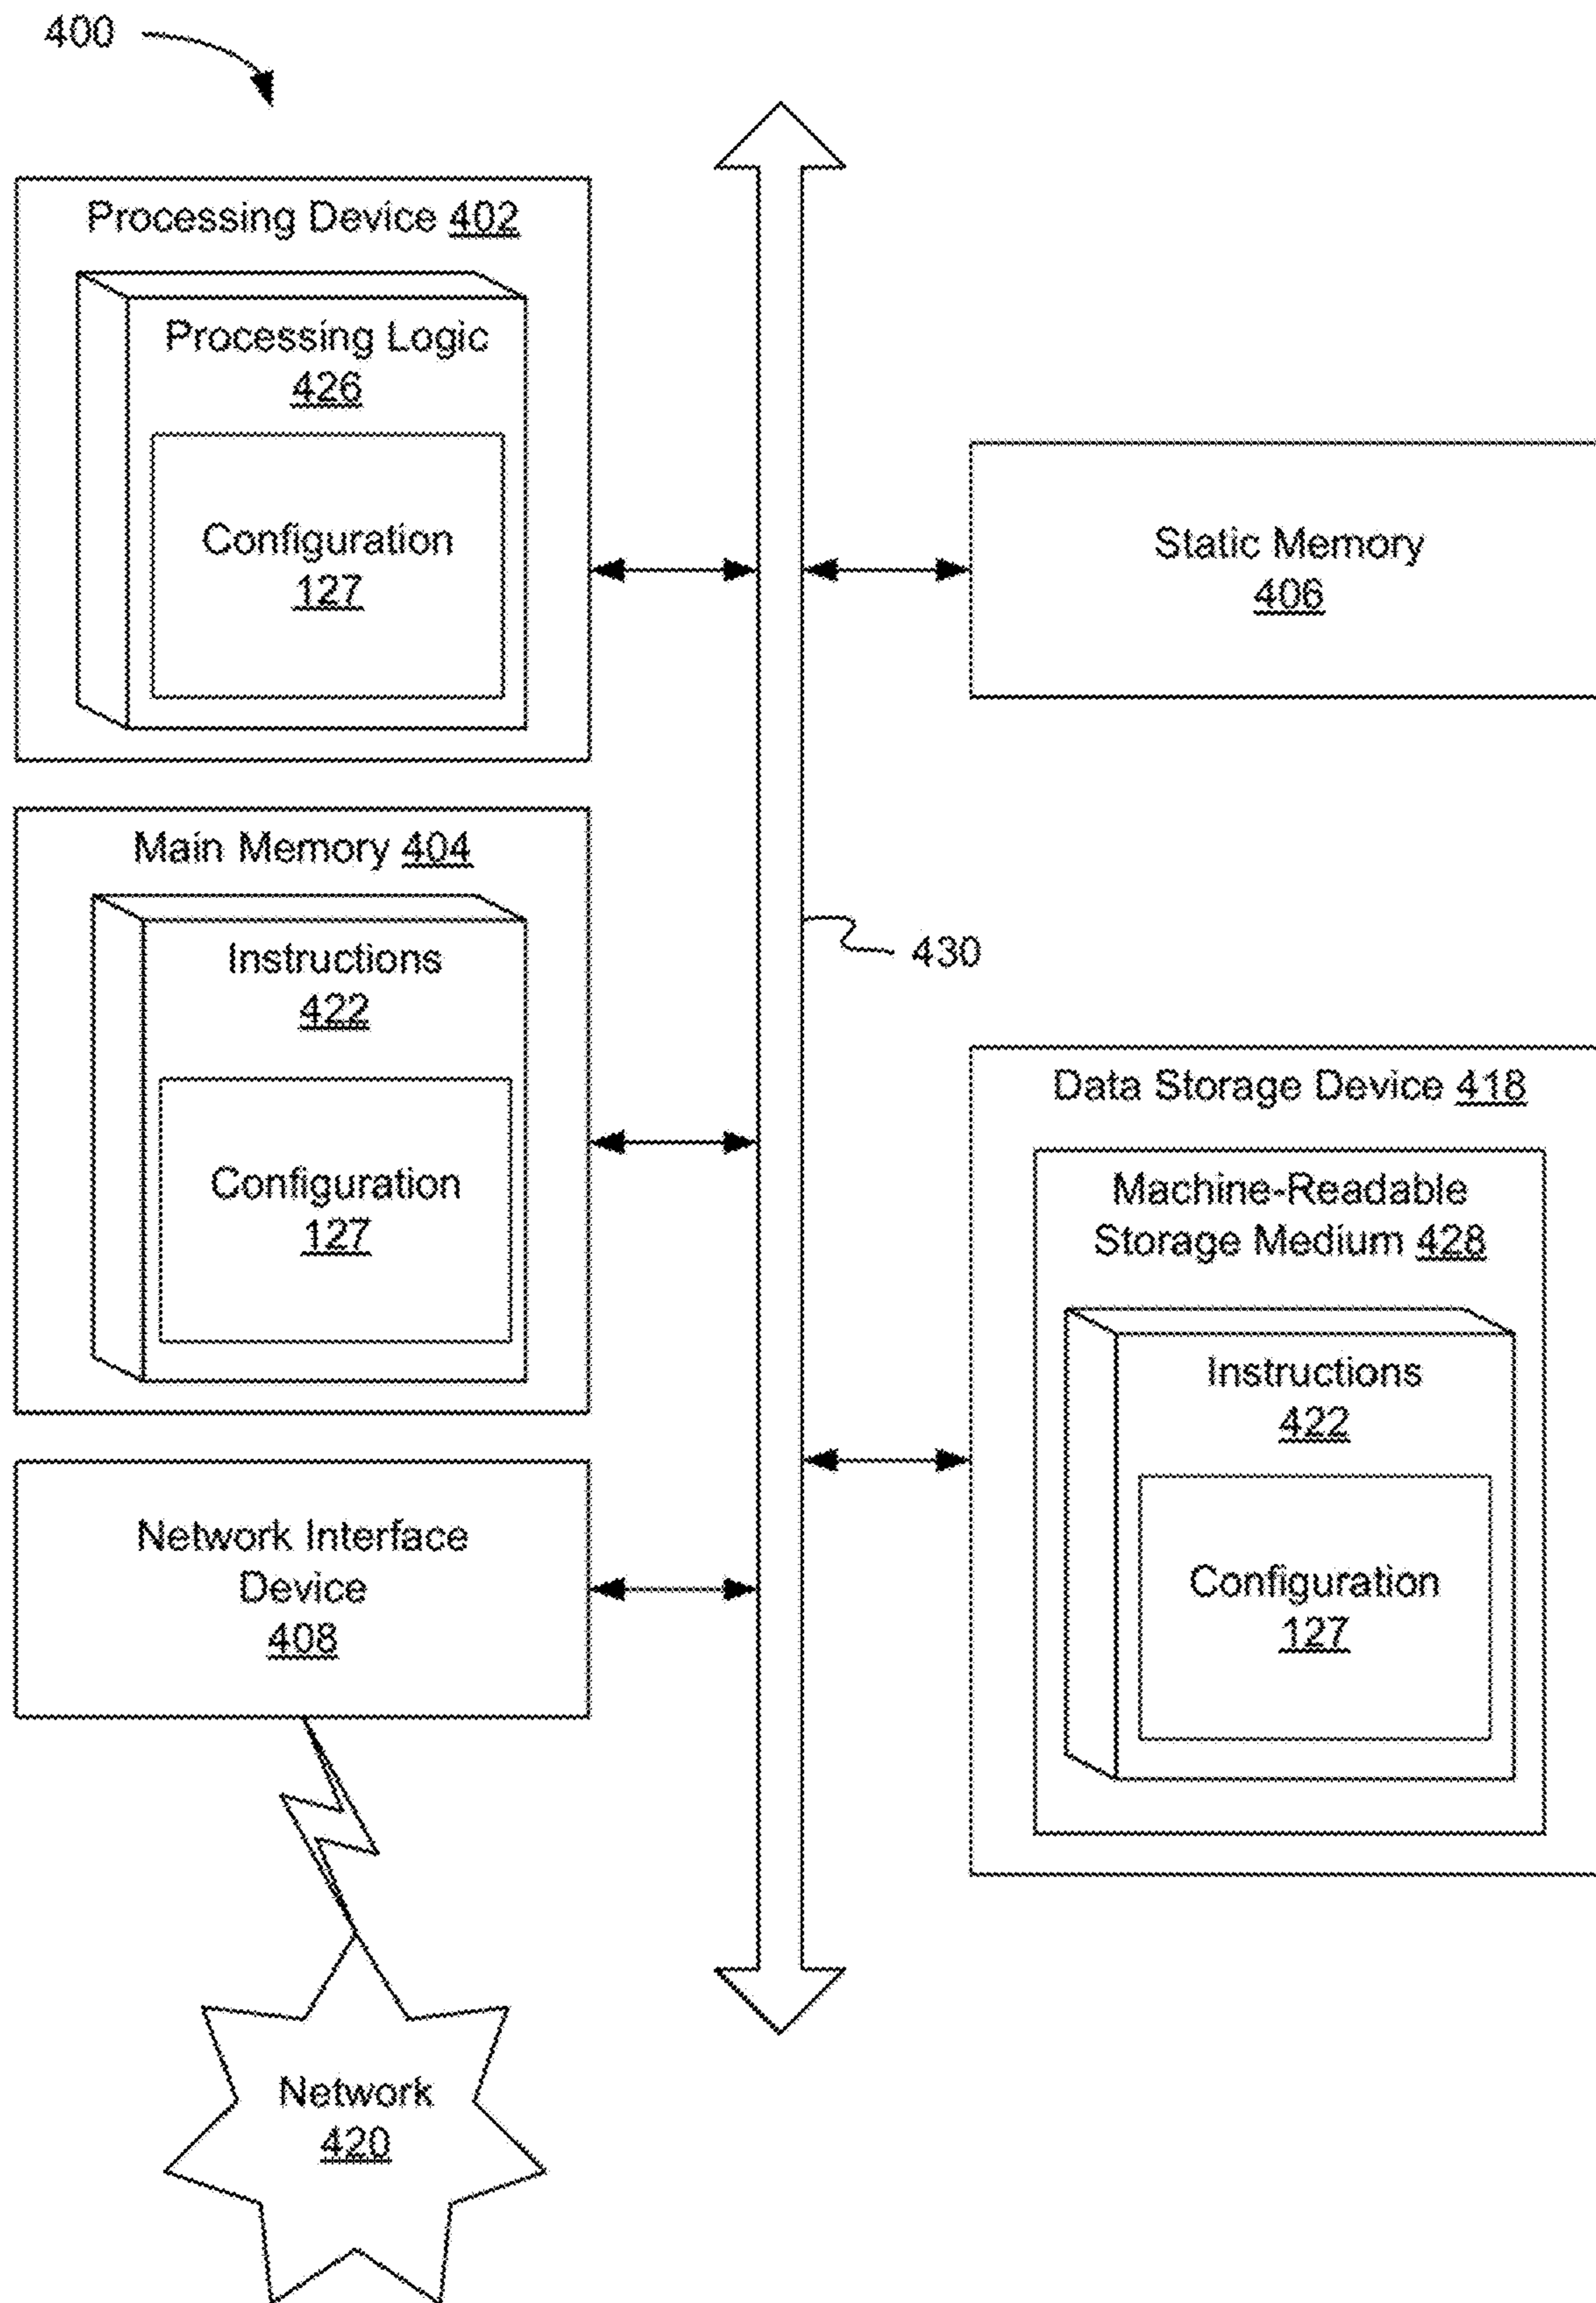 400
Processing Device 402
Processing Logic
426
Configuration
127
Main Memory 404
Instructions
422
Configuration
127
Network Interface
Device
408
Network
420
Static Memory
406
430
Data Storage Device 418
Machine-Readable
Storage Medium 428
Instructions
422
Configuration
127